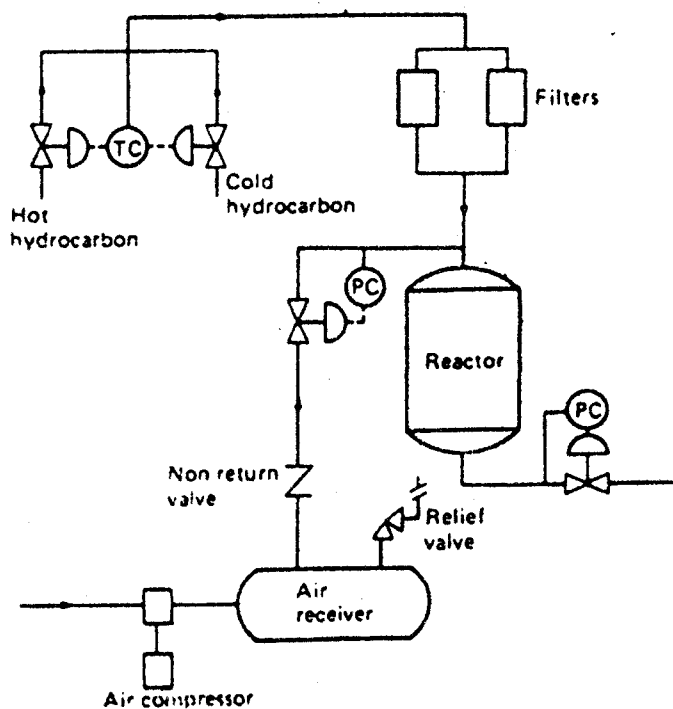 Filters
TC
Hot
hydrocarbon
Cold
hydrocarbon
PC
Reactor
PC
Non return
valve
Relief
valve
Air
receiver
Air compressor